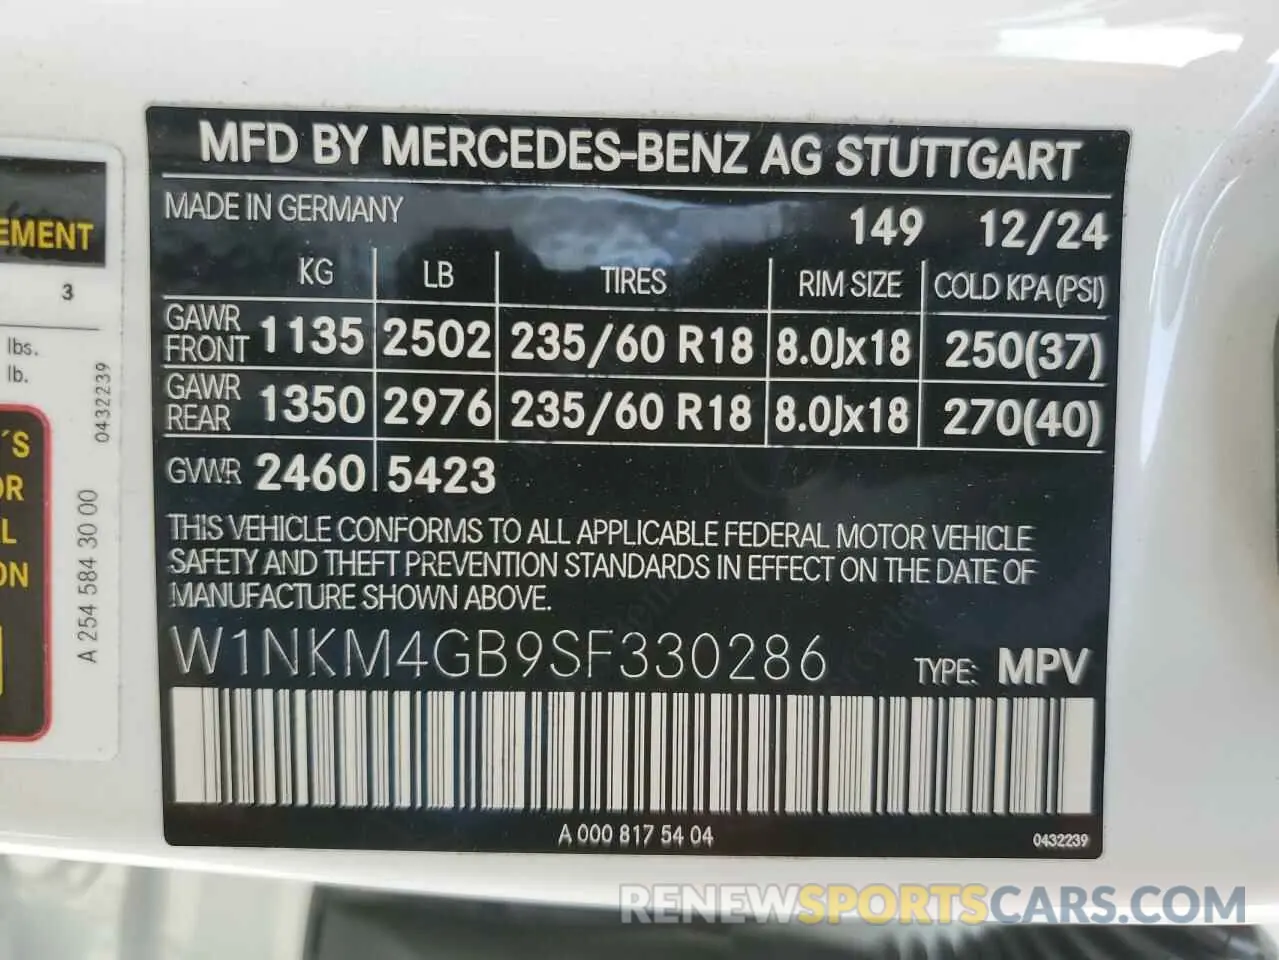 MFD BY MERCEDES-BENZ AG STUTTGART
MADE IN GERMANY 149 12/24
KG LB TIRES RIM SIZE COLD KPA(PSI)
GAWR FRONT 1135 2502 235/60 R18 8.0Jx18 250(37)
GAWR REAR 1350 2976 235/60 R18 8.0Jx18 270(40)
GVWR 2460 5423
THIS VEHICLE CONFORMS TO ALL APPLICABLE FEDERAL MOTOR VEHICLE
SAFETY AND THEFT PREVENTION STANDARDS IN EFFECT ON THE DATE OF
MANUFACTURE SHOWN ABOVE.
W1NKM4GB9SF330286 TYPE: MPV
A 000 817 54 04 0432239
EMENT
3
lbs.
lb.
0432239
A 254 584 30 00
´S
OR
L
ON
RENEWSPORTSCARS.COM